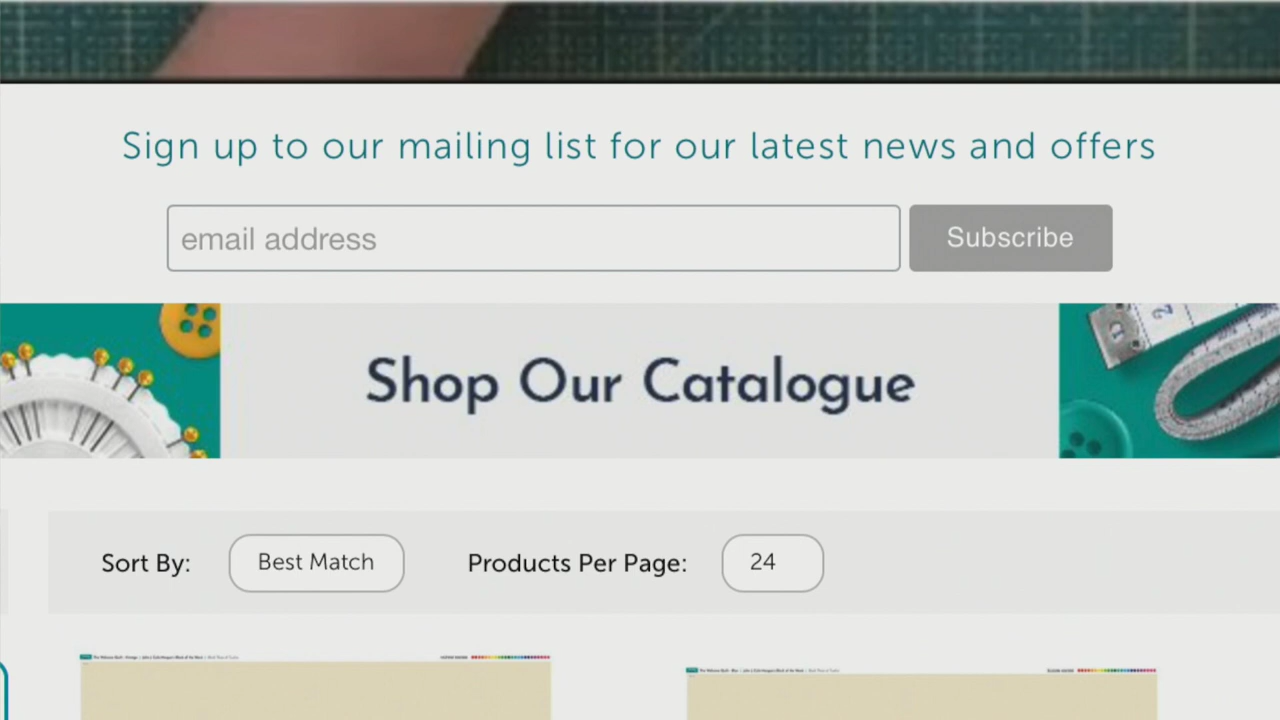 Sign up to our mailing list for our latest news and offers
email address
Subscribe
Shop Our Catalogue
Sort By:
Best Match
Products Per Page:
24